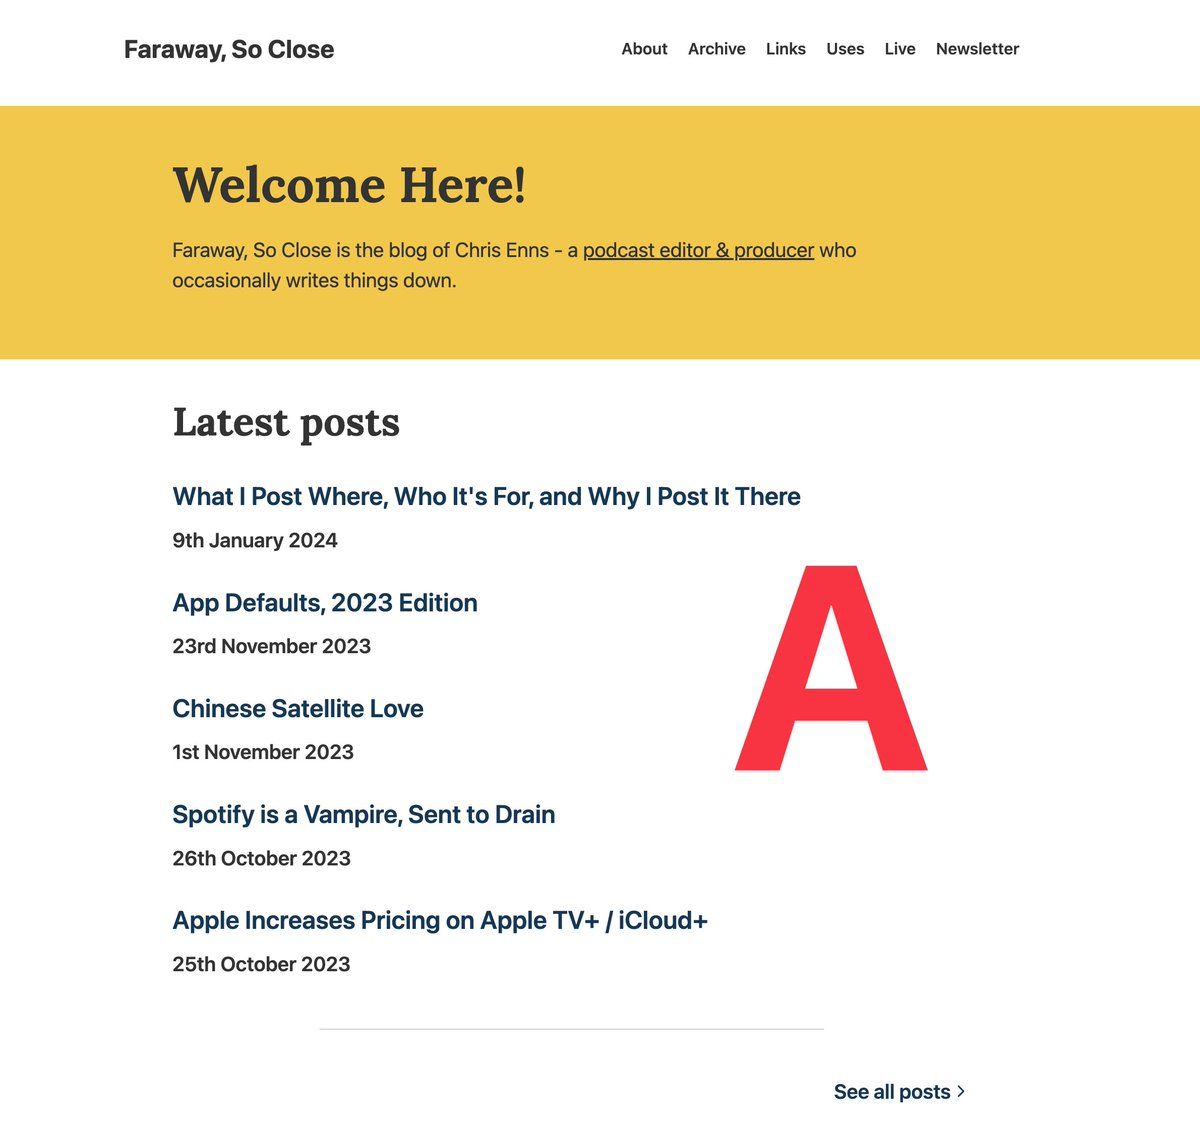 Faraway, So Close
About Archive Links Uses Live Newsletter
Welcome Here!
Faraway, So Close is the blog of Chris Enns - a podcast editor & producer who
occasionally writes things down.
Latest posts
What I Post Where, Who It's For, and Why I Post It There
9th January 2024
App Defaults, 2023 Edition
23rd November 2023
A
Chinese Satellite Love
1st November 2023
Spotify is a Vampire, Sent to Drain
26th October 2023
Apple Increases Pricing on Apple TV+ / iCloud+
25th October 2023
See all posts >